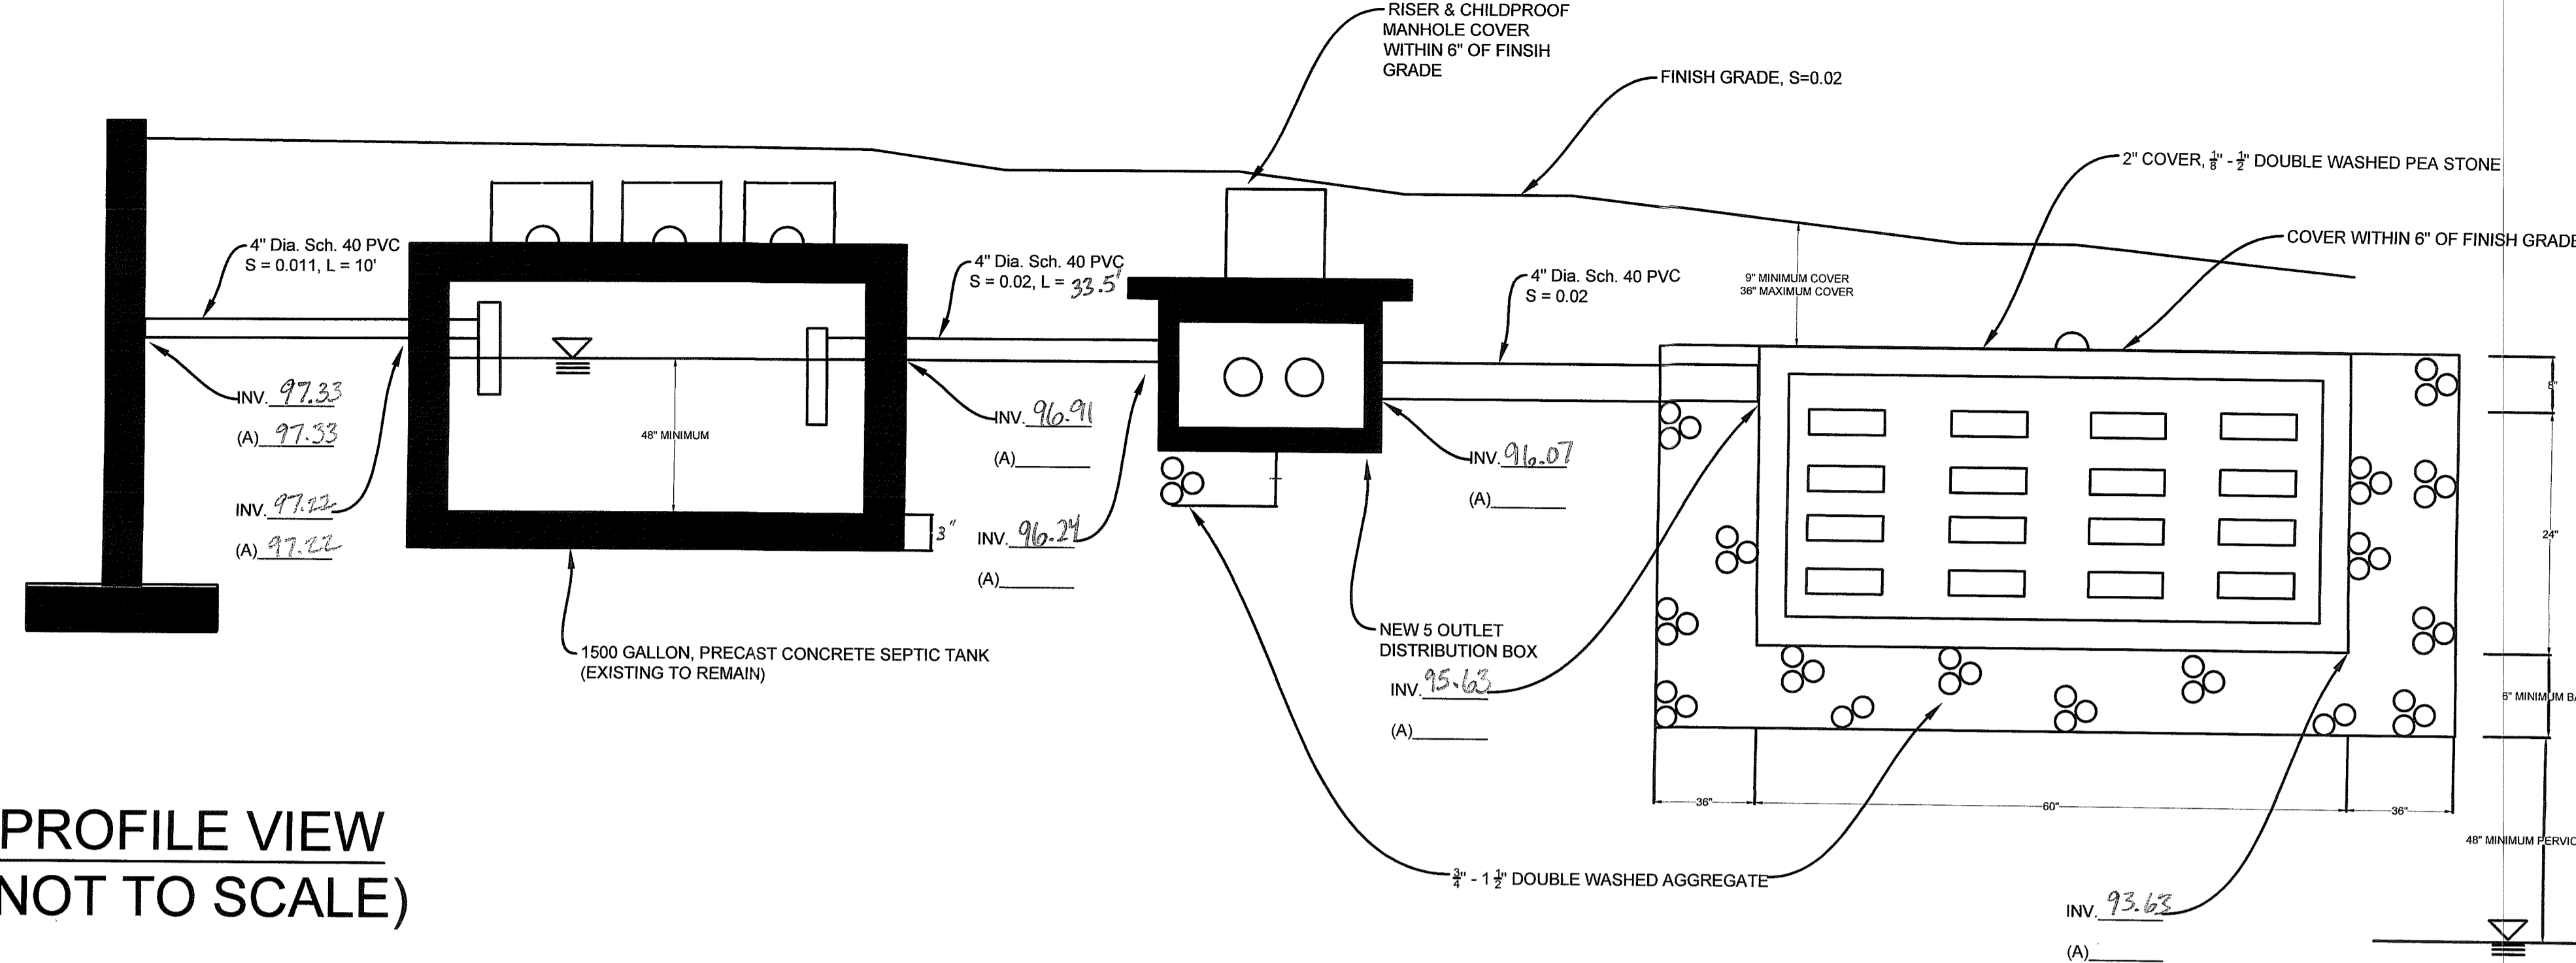 RISER & CHILDPROOF
MANHOLE COVER
WITHIN 6" OF FINSIH
GRADE
FINISH GRADE, S=0.02
2" COVER, 1/8" - 1/2" DOUBLE WASHED PEA STONE
COVER WITHIN 6" OF FINISH GRADE
4" Dia. Sch. 40 PVC
S = 0.011, L = 10'
4" Dia. Sch. 40 PVC
S = 0.02, L = 33.5'
4" Dia. Sch. 40 PVC
S = 0.02
9" MINIMUM COVER
36" MAXIMUM COVER
INV. 97.33
(A) 97.33
INV. 97.22
(A) 97.22
48" MINIMUM
INV. 96.91
(A)
3"
INV. 96.24
(A)
INV. 96.07
(A)
8"
24"
1500 GALLON, PRECAST CONCRETE SEPTIC TANK
(EXISTING TO REMAIN)
NEW 5 OUTLET
DISTRIBUTION BOX
INV. 95.63
(A)
6" MINIMUM
36"
60"
36"
48" MINIMUM
3/4" - 1 1/2" DOUBLE WASHED AGGREGATE
INV. 93.63
(A)
PROFILE VIEW
NOT TO SCALE)